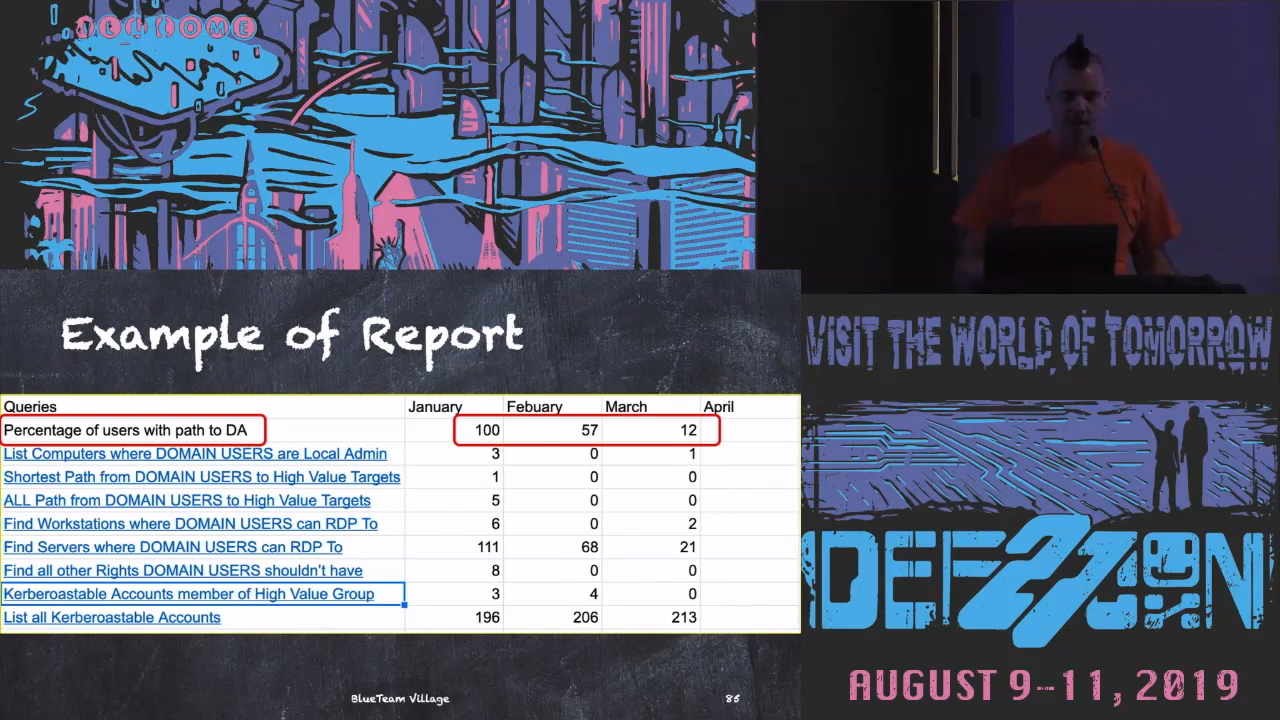 WELCOME
Example of Report
Queries January Febuary March April
Percentage of users with path to DA 100 57 12
List Computers where DOMAIN USERS are Local Admin 3 0 1
Shortest Path from DOMAIN USERS to High Value Targets 1 0 0
ALL Path from DOMAIN USERS to High Value Targets 5 0 0
Find Workstations where DOMAIN USERS can RDP To 6 0 2
Find Servers where DOMAIN USERS can RDP To 111 68 21
Find all other Rights DOMAIN USERS shouldn't have 8 0 0
Kerberoastable Accounts member of High Value Group 3 4 0
List all Kerberoastable Accounts 196 206 213
BlueTeam Village 85
VISIT THE WORLD OF TOMORROW
DEF27CON
AUGUST 9-11, 2019